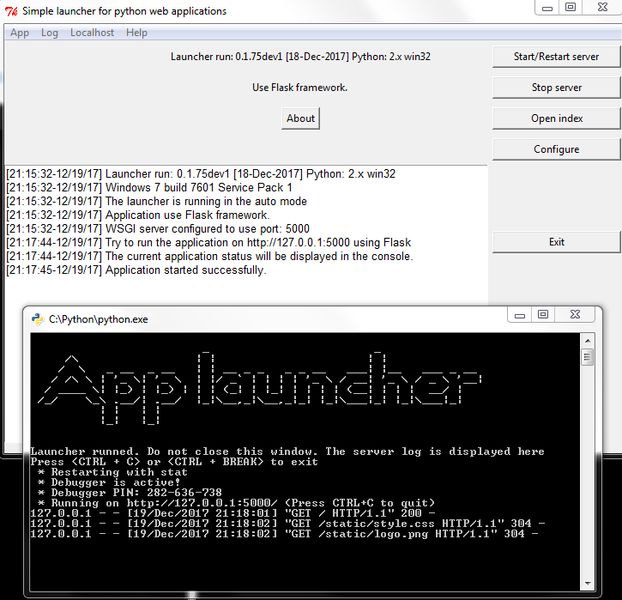 Simple launcher for python web applications
App Log Localhost Help
Launcher run: 0.1.75dev1 [18-Dec-2017] Python: 2.x win32
Start/Restart server
Use Flask framework.
Stop server
About
Open index
Configure
[21:15:32-12/19/17] Launcher run: 0.1.75dev1 [18-Dec-2017] Python: 2.x win32
[21:15:32-12/19/17] Windows 7 build 7601 Service Pack 1
[21:15:32-12/19/17] The launcher is running in the auto mode
[21:15:32-12/19/17] Application use Flask framework.
[21:15:32-12/19/17] WSGI server configured to use port: 5000
[21:17:44-12/19/17] Try to run the application on http://127.0.0.1:5000 using Flask
Exit
[21:17:44-12/19/17] The current application status will be displayed in the console.
[21:17:45-12/19/17] Application started successfully.
C:\Python\python.exe
App launcher
Launcher runned. Do not close this window. The server log is displayed here
Press <CTRL + C> or <CTRL + BREAK> to exit
* Restarting with stat
* Debugger is active!
* Debugger PIN: 282-636-738
* Running on http://127.0.0.1:5000/ (Press CTRL+C to quit)
127.0.0.1 - - [19/Dec/2017 21:18:01] "GET / HTTP/1.1" 200 -
127.0.0.1 - - [19/Dec/2017 21:18:02] "GET /static/style.css HTTP/1.1" 304 -
127.0.0.1 - - [19/Dec/2017 21:18:02] "GET /static/logo.png HTTP/1.1" 304 -